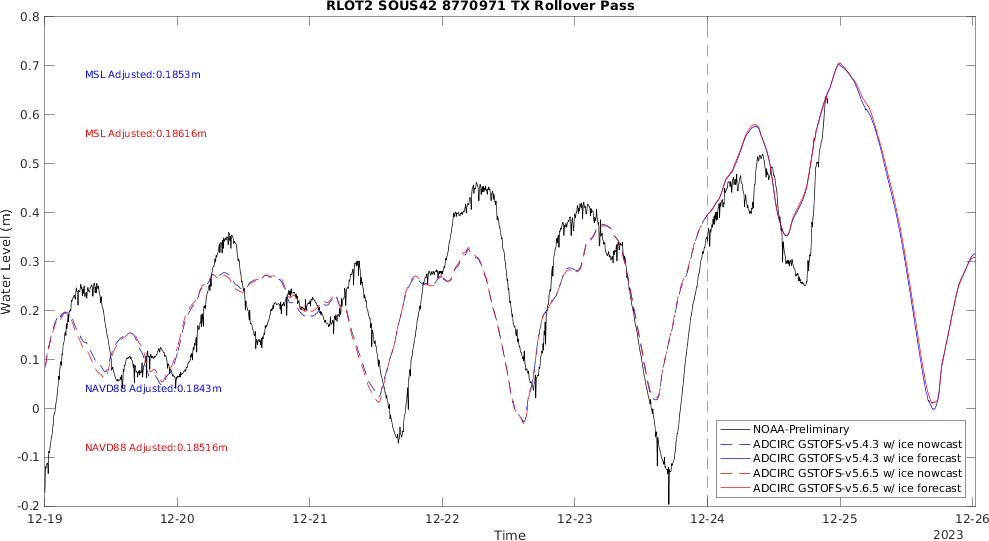 RLOT2 SOUS42 8770971 TX Rollover Pass
0.8
0.7
0.6
0.5
0.4
0.3
0.2
0.1
0
-0.1
-0.2
Water Level (m)
MSL Adjusted:0.1853m
MSL Adjusted:0.18616m
NAVD88 Adjusted:0.1843m
NAVD88 Adjusted:0.18516m
NOAA-Preliminary
ADCIRC GSTOFS-v5.4.3 w/ ice nowcast
ADCIRC GSTOFS-v5.4.3 w/ ice forecast
ADCIRC GSTOFS-v5.6.5 w/ ice nowcast
ADCIRC GSTOFS-v5.6.5 w/ ice forecast
12-19 12-20 12-21 12-22 12-23 12-24 12-25 12-26
Time
2023